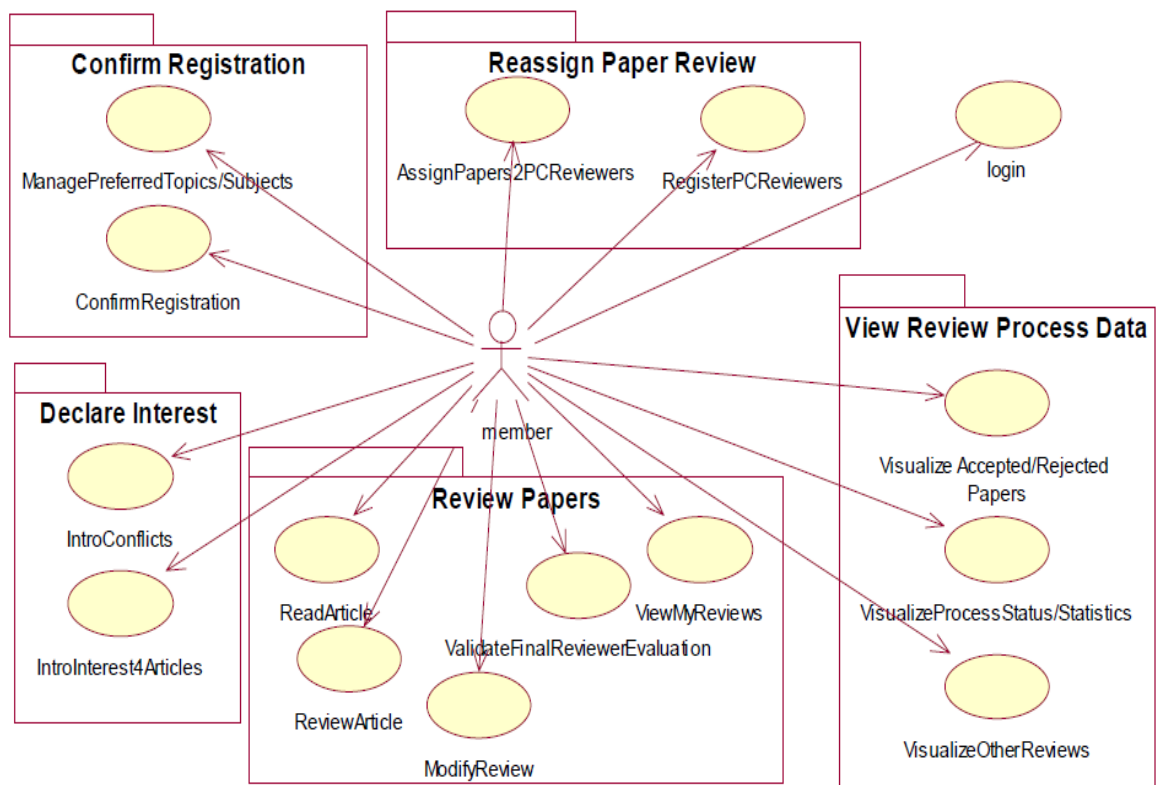 Confirm Registration
ManagePreferredTopics/Subjects
ConfirmRegistration
Reassign Paper Review
AssignPapers2PCReviewers
RegisterPCReviewers
login
member
Declare Interest
IntroConflicts
IntroInterest4Articles
Review Papers
ReadArticle
ViewMyReviews
ValidateFinalReviewerEvaluation
ReviewArticle
ModifyReview
View Review Process Data
Visualize Accepted/Rejected
Papers
VisualizeProcessStatus/Statistics
VisualizeOtherReviews